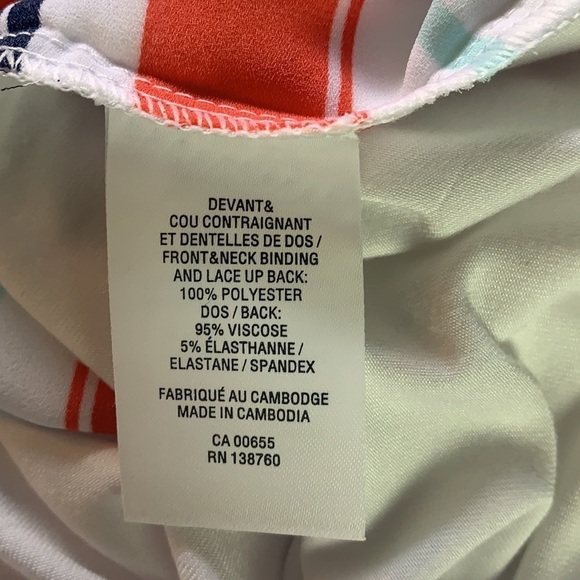 DEVANT&
COU CONTRAIGNANT
ET DENTELLES DE DOS /
FRONT&NECK BINDING
AND LACE UP BACK:
100% POLYESTER
DOS / BACK:
95% VISCOSE
5% ÉLASTHANNE /
ELASTANE / SPANDEX
FABRIQUÉ AU CAMBODGE
MADE IN CAMBODIA
CA 00655
RN 138760